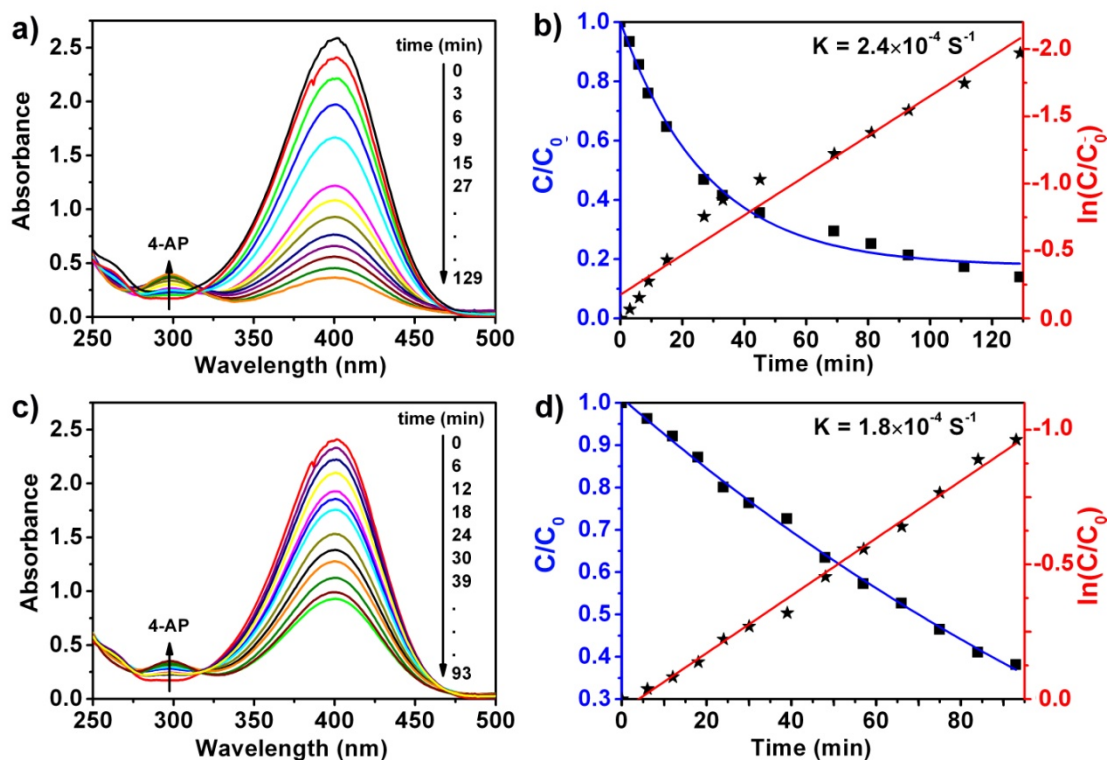 a)
time (min)
0
3
6
9
15
27
.
.
129
4-AP
Absorbance
2.5
2.0
1.5
1.0
0.5
0.0
250 300 350 400 450 500
Wavelength (nm)
b)
K = 2.4×10⁻⁴ S⁻¹
C/C₀
1.0
0.8
0.6
0.4
0.2
0.0
0 20 40 60 80 100 120
Time (min)
-2.0
-1.5
-1.0
-0.5
0.0
ln(C/C₀)
c)
time (min)
0
6
12
18
24
30
39
.
.
93
4-AP
Absorbance
2.5
2.0
1.5
1.0
0.5
0.0
250 300 350 400 450 500
Wavelength (nm)
d)
K = 1.8×10⁻⁴ S⁻¹
C/C₀
1.0
0.9
0.8
0.7
0.6
0.5
0.4
0.3
0 20 40 60 80
Time (min)
-1.0
-0.5
0.0
ln(C/C₀)